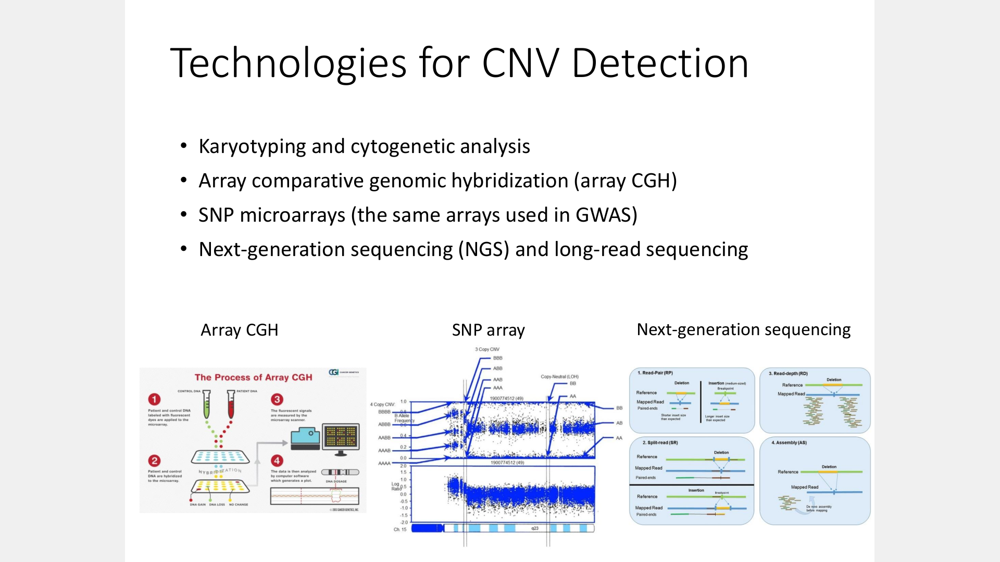 Technologies for CNV Detection
• Karyotyping and cytogenetic analysis
• Array comparative genomic hybridization (array CGH)
• SNP microarrays (the same arrays used in GWAS)
• Next-generation sequencing (NGS) and long-read sequencing
Array CGH
The Process of Array CGH
CGI CANCER GENETICS
CONTROL DNA
PATIENT DNA
1
Patient and control DNA
labeled with fluorescent
dyes are applied to the
microarray.
2
Patient and control
DNA are hybridized
to the microarray.
HYBRIDIZATION
DNA GAIN
DNA LOSS
NO CHANGE
3
The fluorescent signals
are measured by the
microarray scanner.
4
The data is then analyzed
by computer software
which generates a plot.
DNA DOSAGE
© 2013 CANCER GENETICS, INC.
SNP array
3 Copy CNV
BBB
ABB
AAB
AAA
Copy-Neutral (LOH)
BB
AA
4 Copy CNV:
BBBB
ABBB
AABB
AAAB
AAAA
B Allele
Frequency
1900774512 (49)
1.0
0.8
0.6
0.4
0.2
0.0
BB
AB
AA
1900774512 (49)
Log
Ratio
2.0
1.5
1.0
0.5
0.0
-0.5
-1.0
-1.5
-2.0
Ch. 15
q23
Next-generation sequencing
1. Read-Pair (RP)
Deletion
Insertion (medium-sized)
Breakpoint
Reference
Mapped Read
Paired-ends
Shorter insert size
than expected
Longer insert size
than expected
2. Split-read (SR)
Deletion
Reference
Mapped Read
Paired-ends
Insertion
Breakpoint
Reference
Mapped Read
Paired-ends
3. Read-depth (RD)
Deletion
Reference
Mapped Read
4. Assembly (AS)
Deletion
Reference
Mapped Read
De novo assembly
before mapping